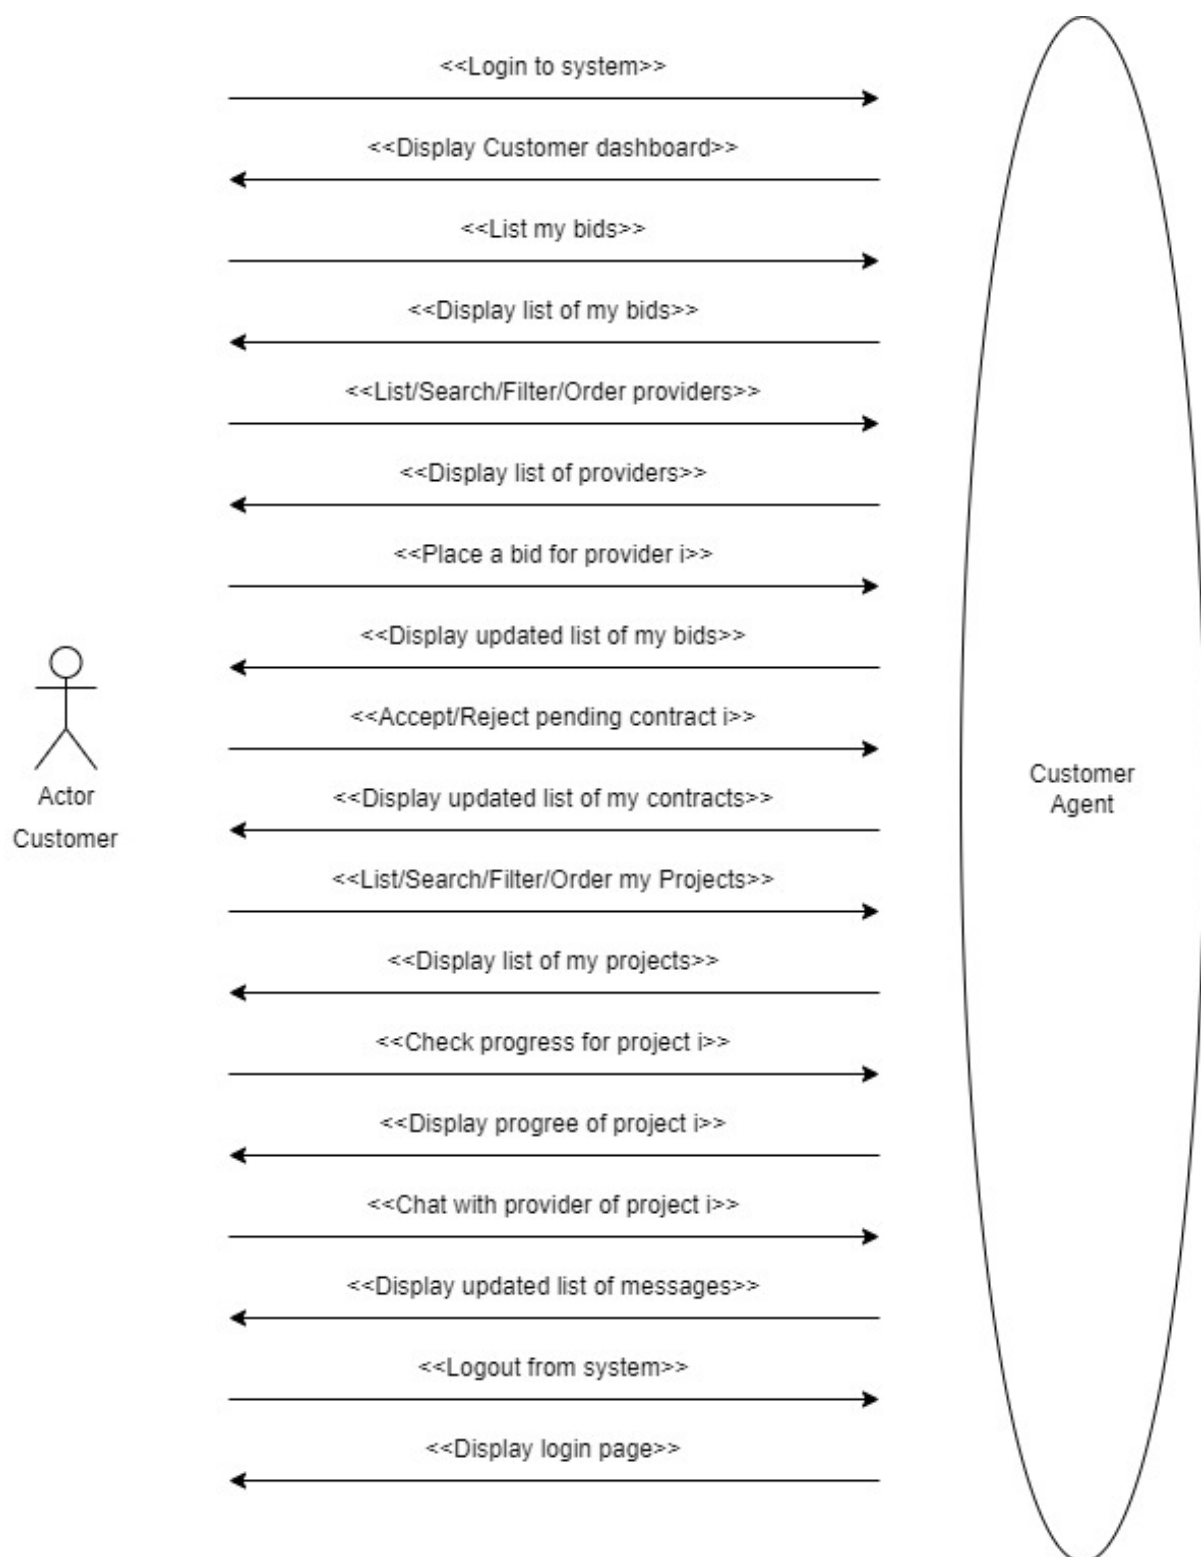 <<Login to system>>
<<Display Customer dashboard>>
<<List my bids>>
<<Display list of my bids>>
<<List/Search/Filter/Order providers>>
<<Display list of providers>>
<<Place a bid for provider i>>
<<Display updated list of my bids>>
<<Accept/Reject pending contract i>>
<<Display updated list of my contracts>>
<<List/Search/Filter/Order my Projects>>
<<Display list of my projects>>
<<Check progress for project i>>
<<Display progree of project i>>
<<Chat with provider of project i>>
<<Display updated list of messages>>
<<Logout from system>>
<<Display login page>>
Actor
Customer
Customer
Agent